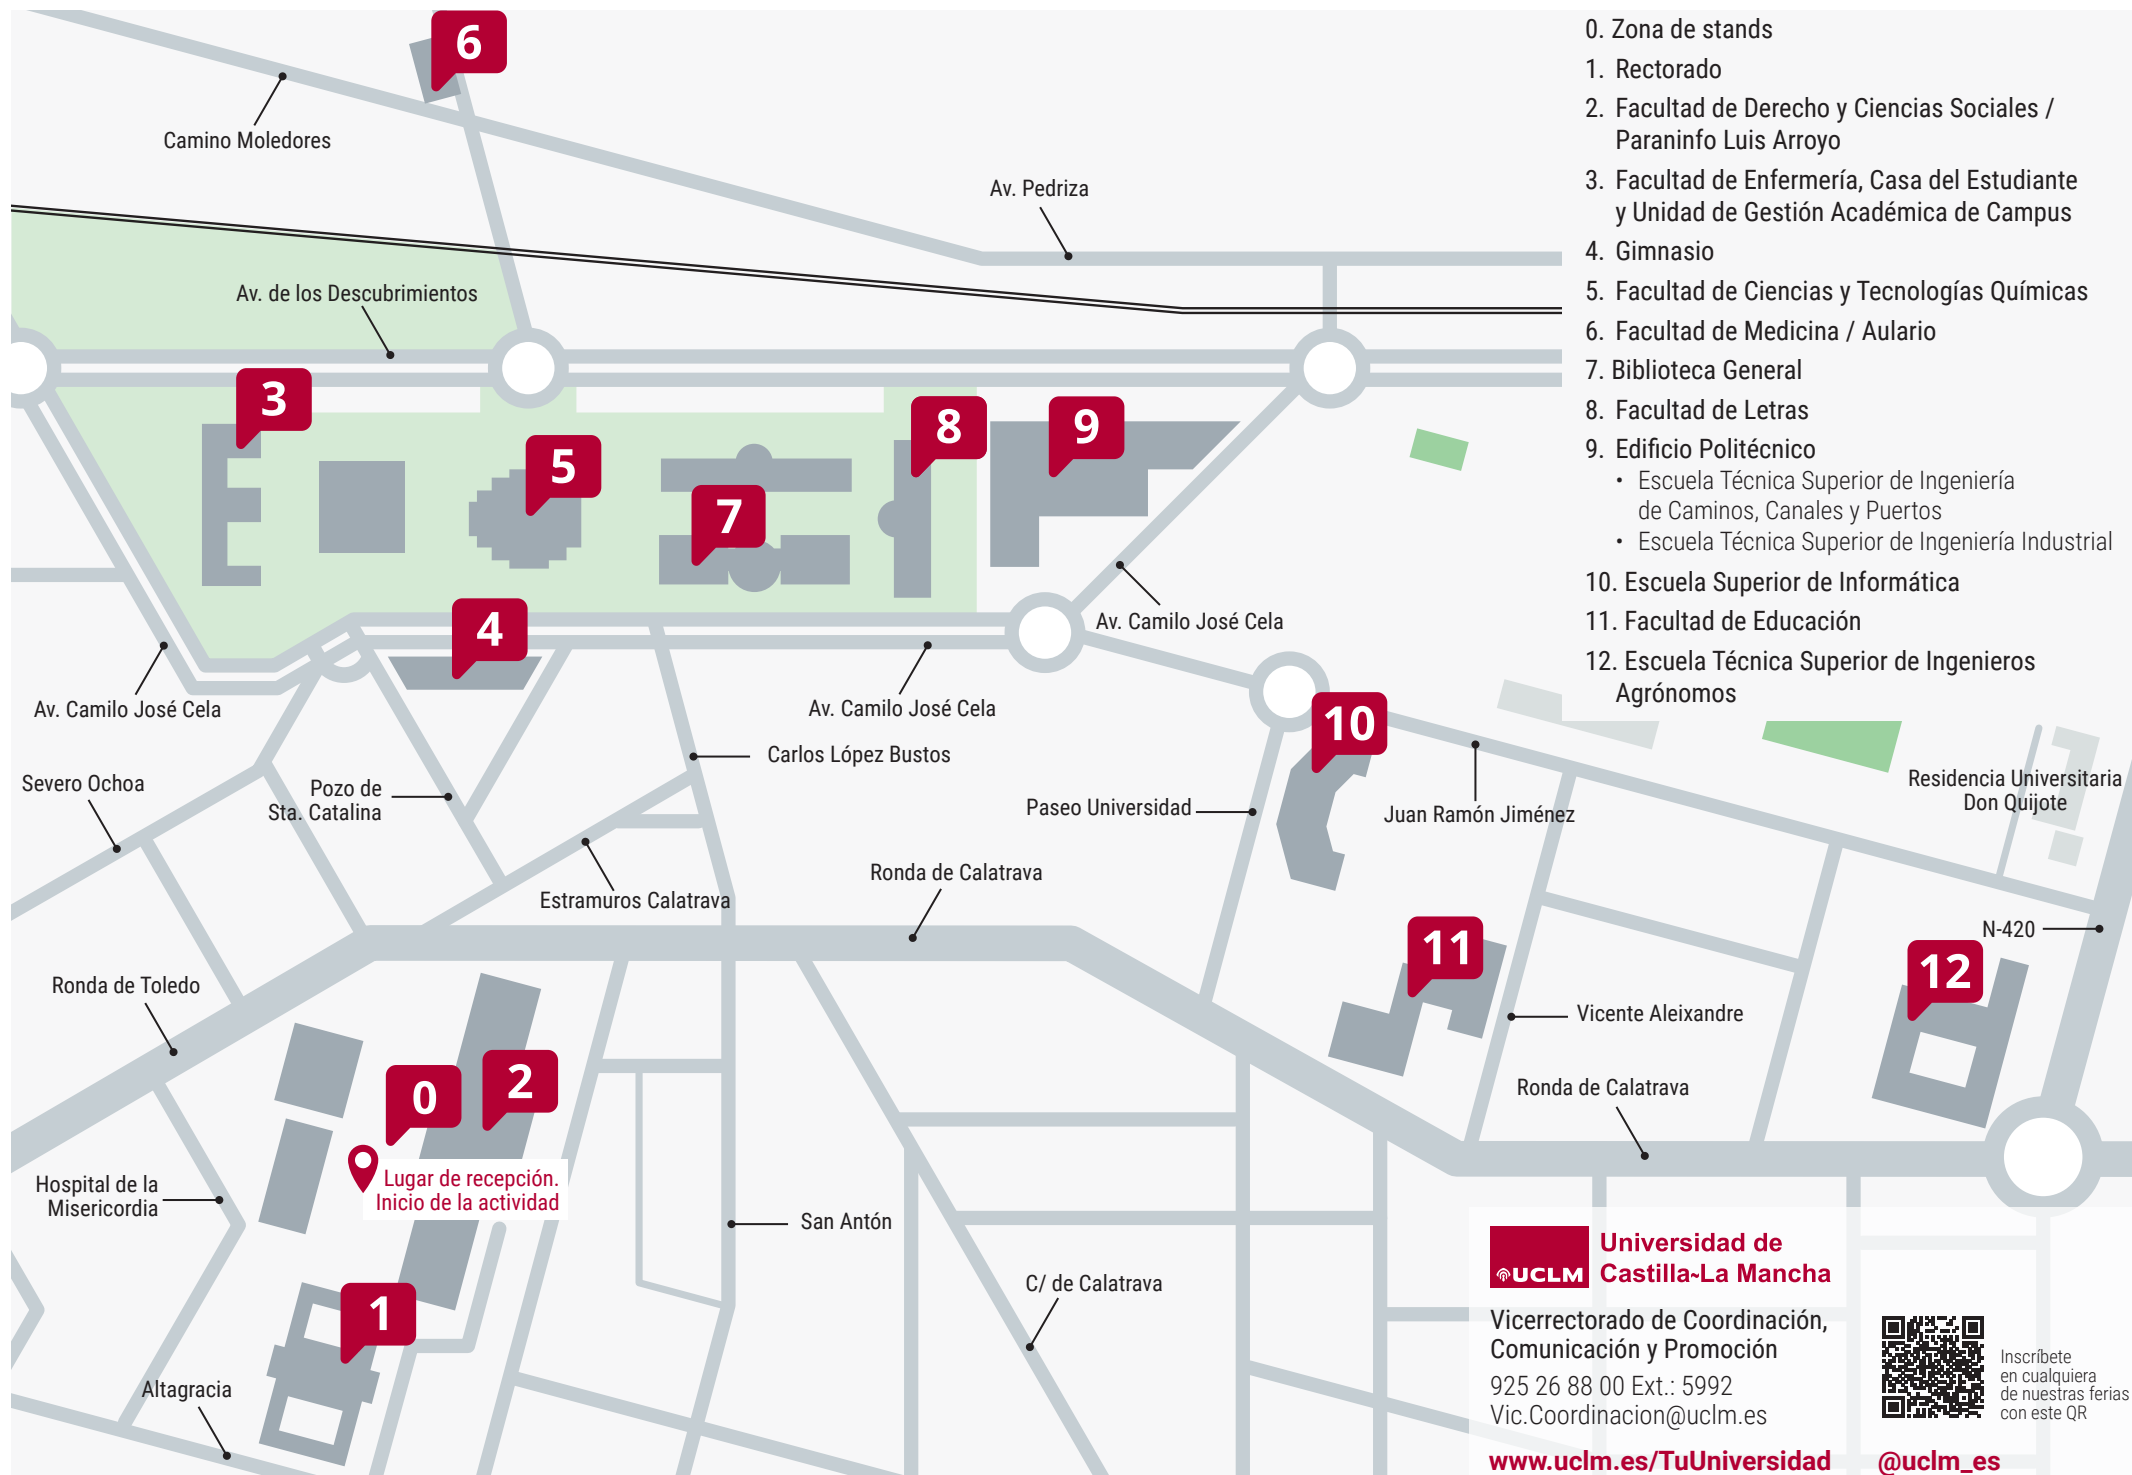 6
Camino Moledores
Av. Pedriza
Av. de los Descubrimientos
3
5
7
8
9
4
Av. Camilo José Cela
Av. Camilo José Cela
Av. Camilo José Cela
Carlos López Bustos
10
Severo Ochoa
Pozo de
Sta. Catalina
Paseo Universidad
Juan Ramón Jiménez
Residencia Universitaria
Don Quijote
Estramuros Calatrava
Ronda de Calatrava
N-420
11
12
Ronda de Toledo
Vicente Aleixandre
0
2
Ronda de Calatrava
Lugar de recepción.
Inicio de la actividad
Hospital de la
Misericordia
San Antón
C/ de Calatrava
1
Altagracia
0. Zona de stands
1. Rectorado
2. Facultad de Derecho y Ciencias Sociales /
Paraninfo Luis Arroyo
3. Facultad de Enfermería, Casa del Estudiante
y Unidad de Gestión Académica de Campus
4. Gimnasio
5. Facultad de Ciencias y Tecnologías Químicas
6. Facultad de Medicina / Aulario
7. Biblioteca General
8. Facultad de Letras
9. Edificio Politécnico
• Escuela Técnica Superior de Ingeniería
de Caminos, Canales y Puertos
• Escuela Técnica Superior de Ingeniería Industrial
10. Escuela Superior de Informática
11. Facultad de Educación
12. Escuela Técnica Superior de Ingenieros
Agrónomos
UCLM
Universidad de
Castilla~La Mancha
Vicerrectorado de Coordinación,
Comunicación y Promoción
925 26 88 00 Ext.: 5992
Vic.Coordinacion@uclm.es
www.uclm.es/TuUniversidad
Inscríbete
en cualquiera
de nuestras ferias
con este QR
@uclm_es